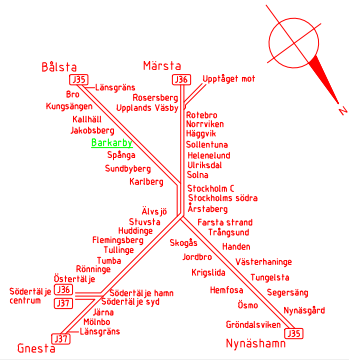 Bålsta
J35
Länsgräns
Bro
Kungsängen
Kallhäll
Jakobsberg
Barkarby
Spånga
Sundbyberg
Karlberg
Märsta
J36
Upptåget mot
Rosersberg
Upplands Väsby
Rotebro
Norrviken
Häggvik
Sollentuna
Helenelund
Ulriksdal
Solna
Stockholm C
Stockholms södra
Årstaberg
Älvsjö
Stuvsta
Huddinge
Flemingsberg
Tullinge
Tumba
Rönninge
Östertälje
Södertälje
centrum
J36
J37
Södertälje hamn
Södertälje syd
Järna
Mölnbo
Länsgräns
J37
Gnesta
Farsta strand
Trångsund
Skogås
Handen
Jordbro
Västerhaninge
Krigslida
Tungelsta
Hemfosa
Segersäng
Ösmo
Nynäsgård
Gröndalsviken
J35
Nynäshamn
N